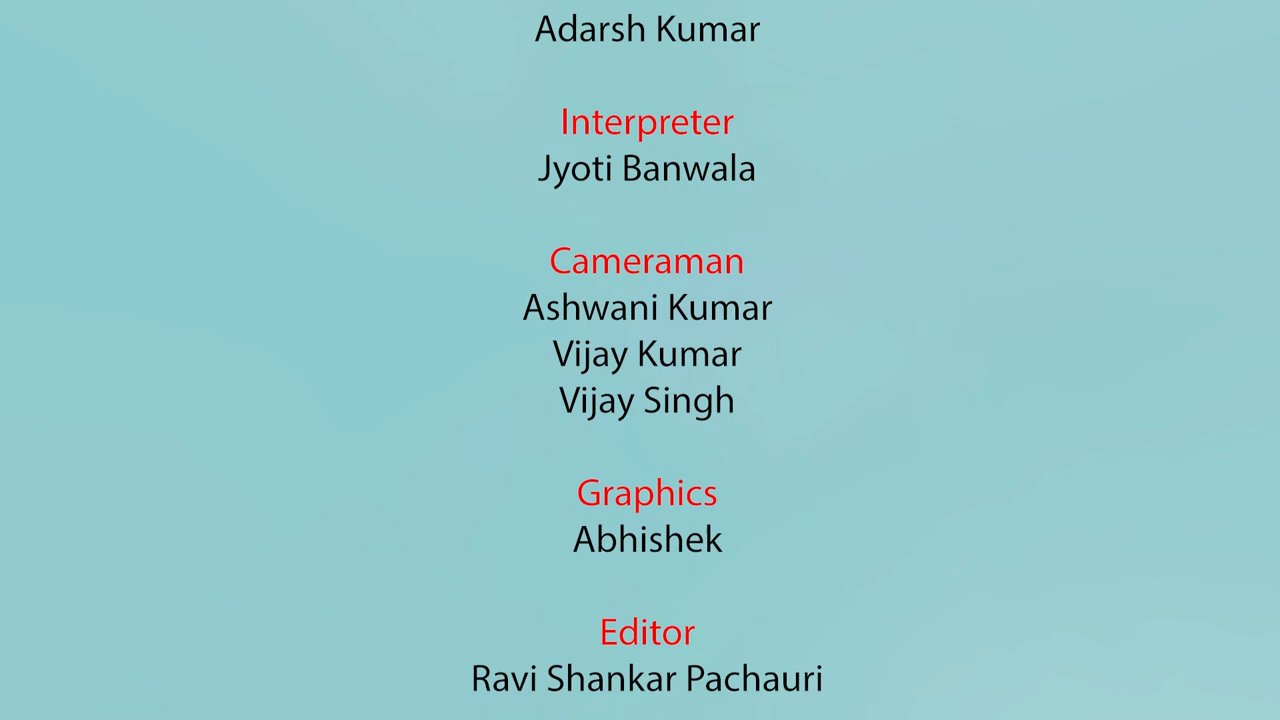 Adarsh Kumar
Interpreter
Jyoti Banwala
Cameraman
Ashwani Kumar
Vijay Kumar
Vijay Singh
Graphics
Abhishek
Editor
Ravi Shankar Pachauri